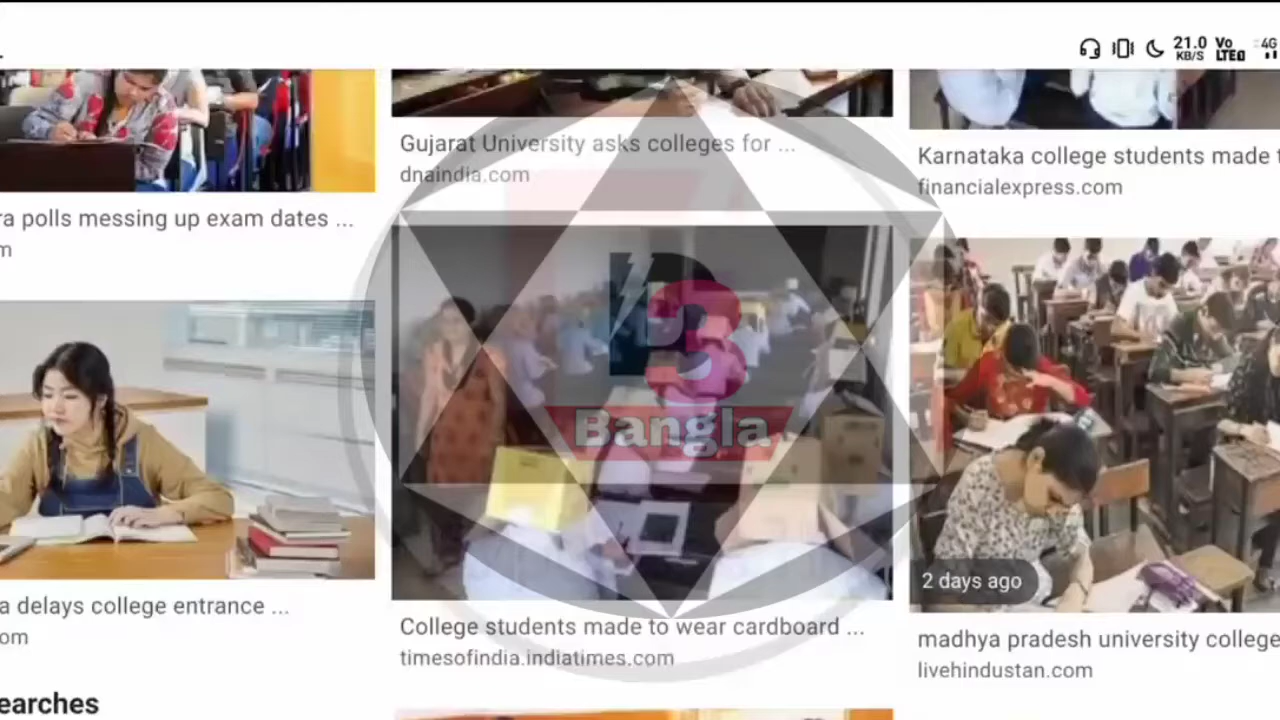 21.0
KB/S
Vo
LTE
4G
Gujarat University asks colleges for ...
dnaindia.com
Karnataka college students made
financialexpress.com
polls messing up exam dates ...
Bangla
2 days ago
delays college entrance ...
College students made to wear cardboard ...
timesofindia.indiatimes.com
madhya pradesh university college
livehindustan.com
earches